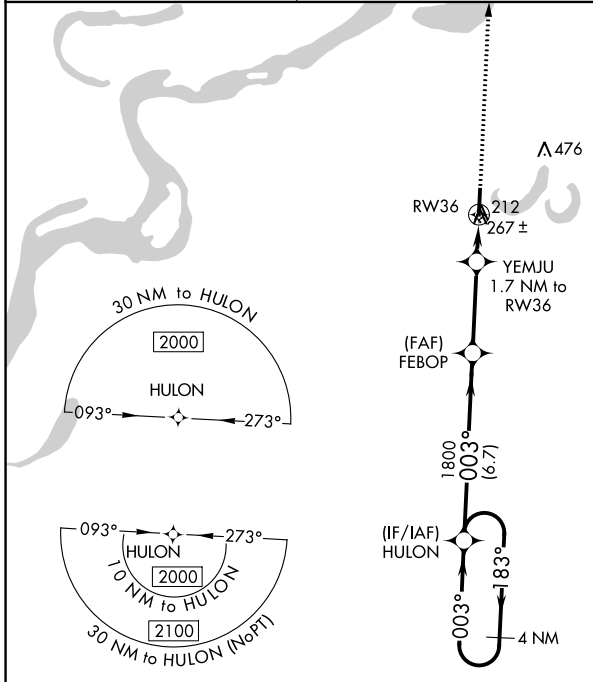 476
RW36
212
267 ±
YEMJU
1.7 NM to
RW36
30 NM to HULON
2000
HULON
093°
273°
(FAF)
FEBOP
1800
003°
(6.7)
093°
273°
HULON
2000
10 NM to HULON
2100
30 NM to HULON (NoPT)
(IF/IAF)
HULON
003°
183°
4 NM